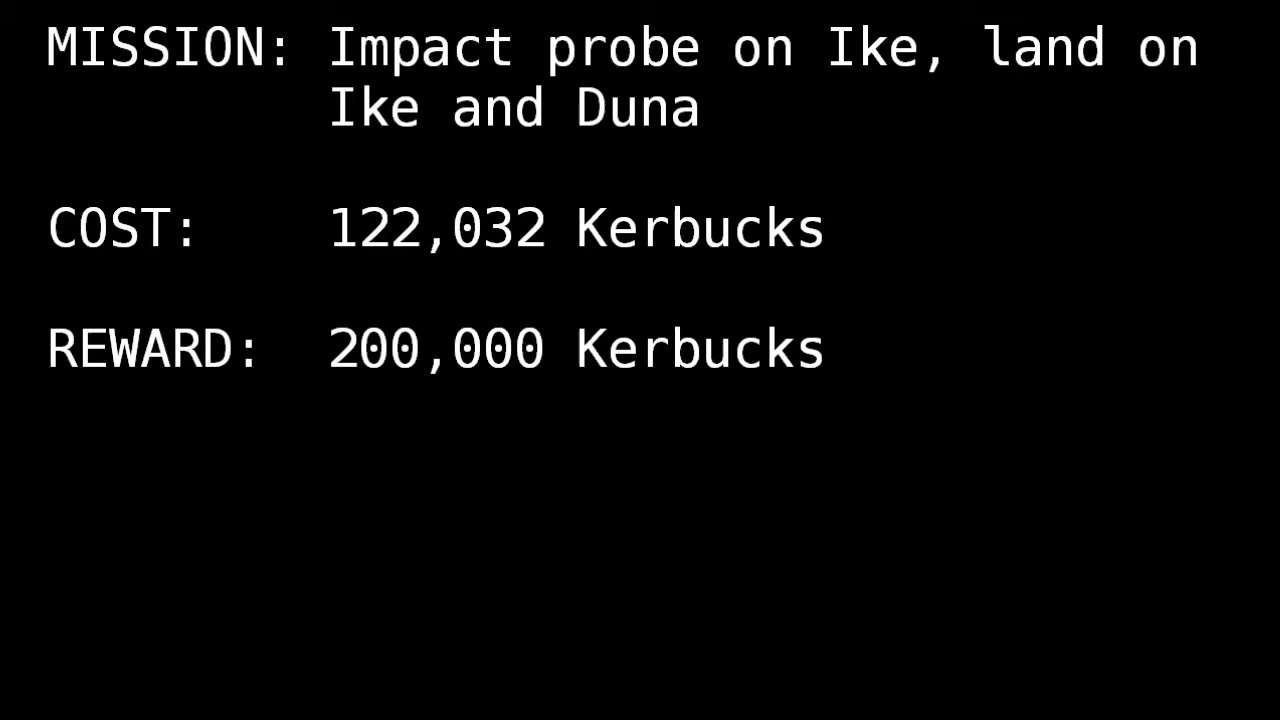 MISSION: Impact probe on Ike, land on
Ike and Duna
COST: 122,032 Kerbucks
REWARD: 200,000 Kerbucks